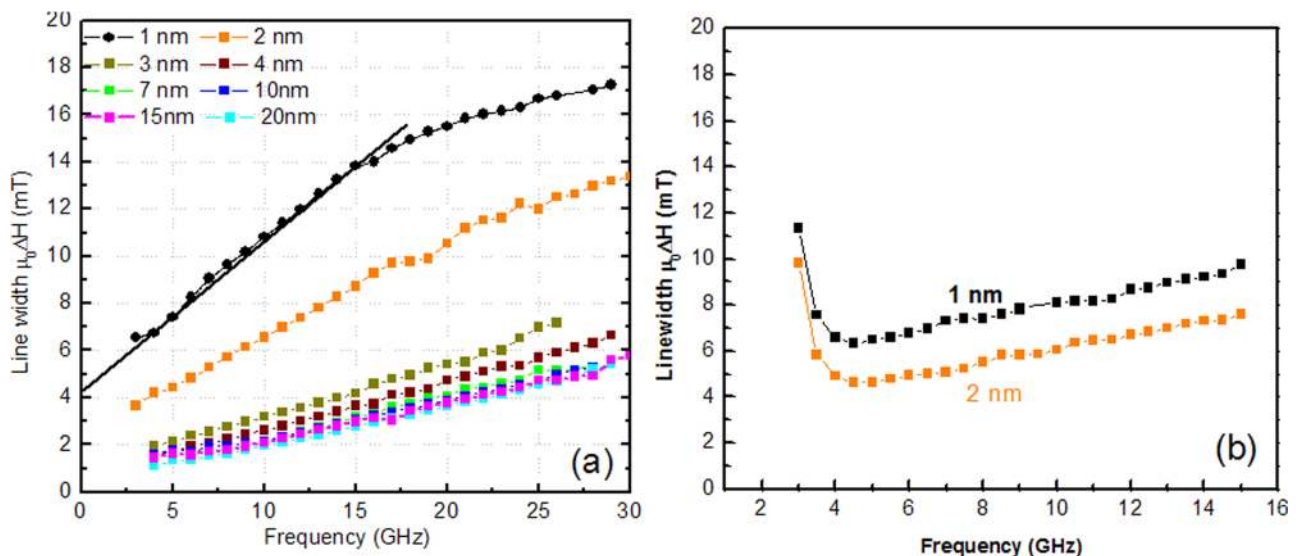 20
18
16
14
12
10
8
6
4
2
0
1 nm 2 nm
3 nm 4 nm
7 nm 10nm
15nm 20nm
Line width μ₀ΔH (mT)
(a)
0 5 10 15 20 25 30
Frequency (GHz)
20
18
16
14
12
10
8
6
4
2
0
1 nm
2 nm
Linewidth μ₀ΔH (mT)
(b)
2 4 6 8 10 12 14 16
Frequency (GHz)